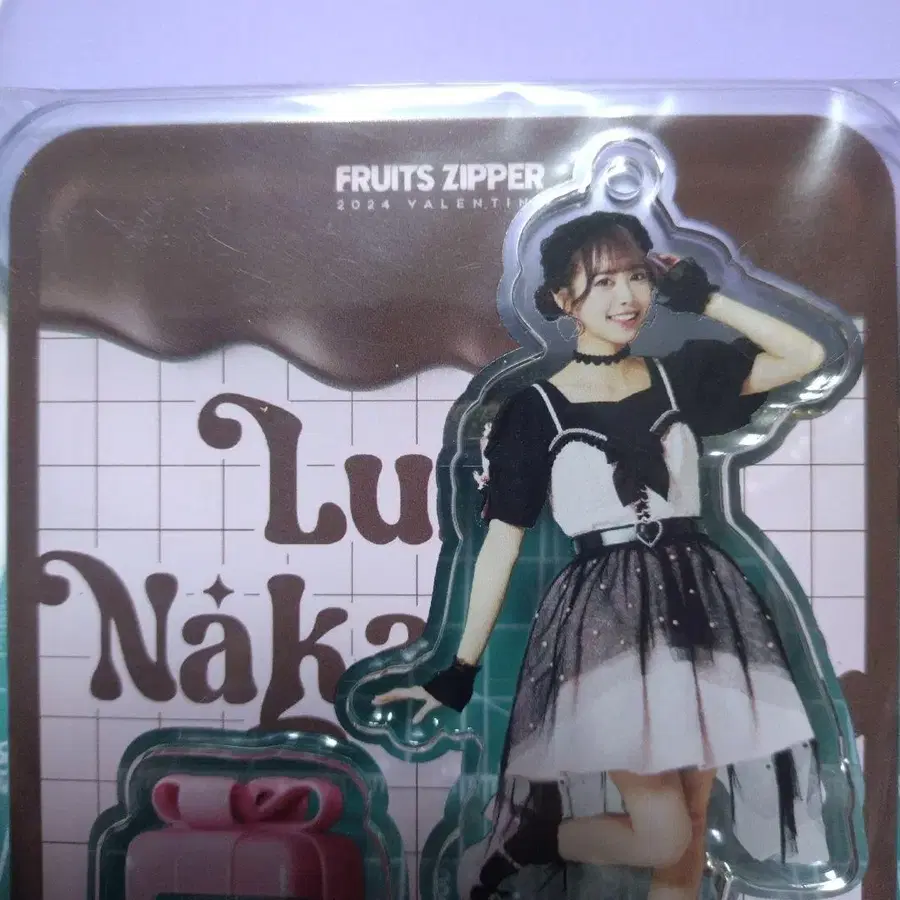 FRUITS ZIPPER
2024 VALENTIN
Lu
Naka